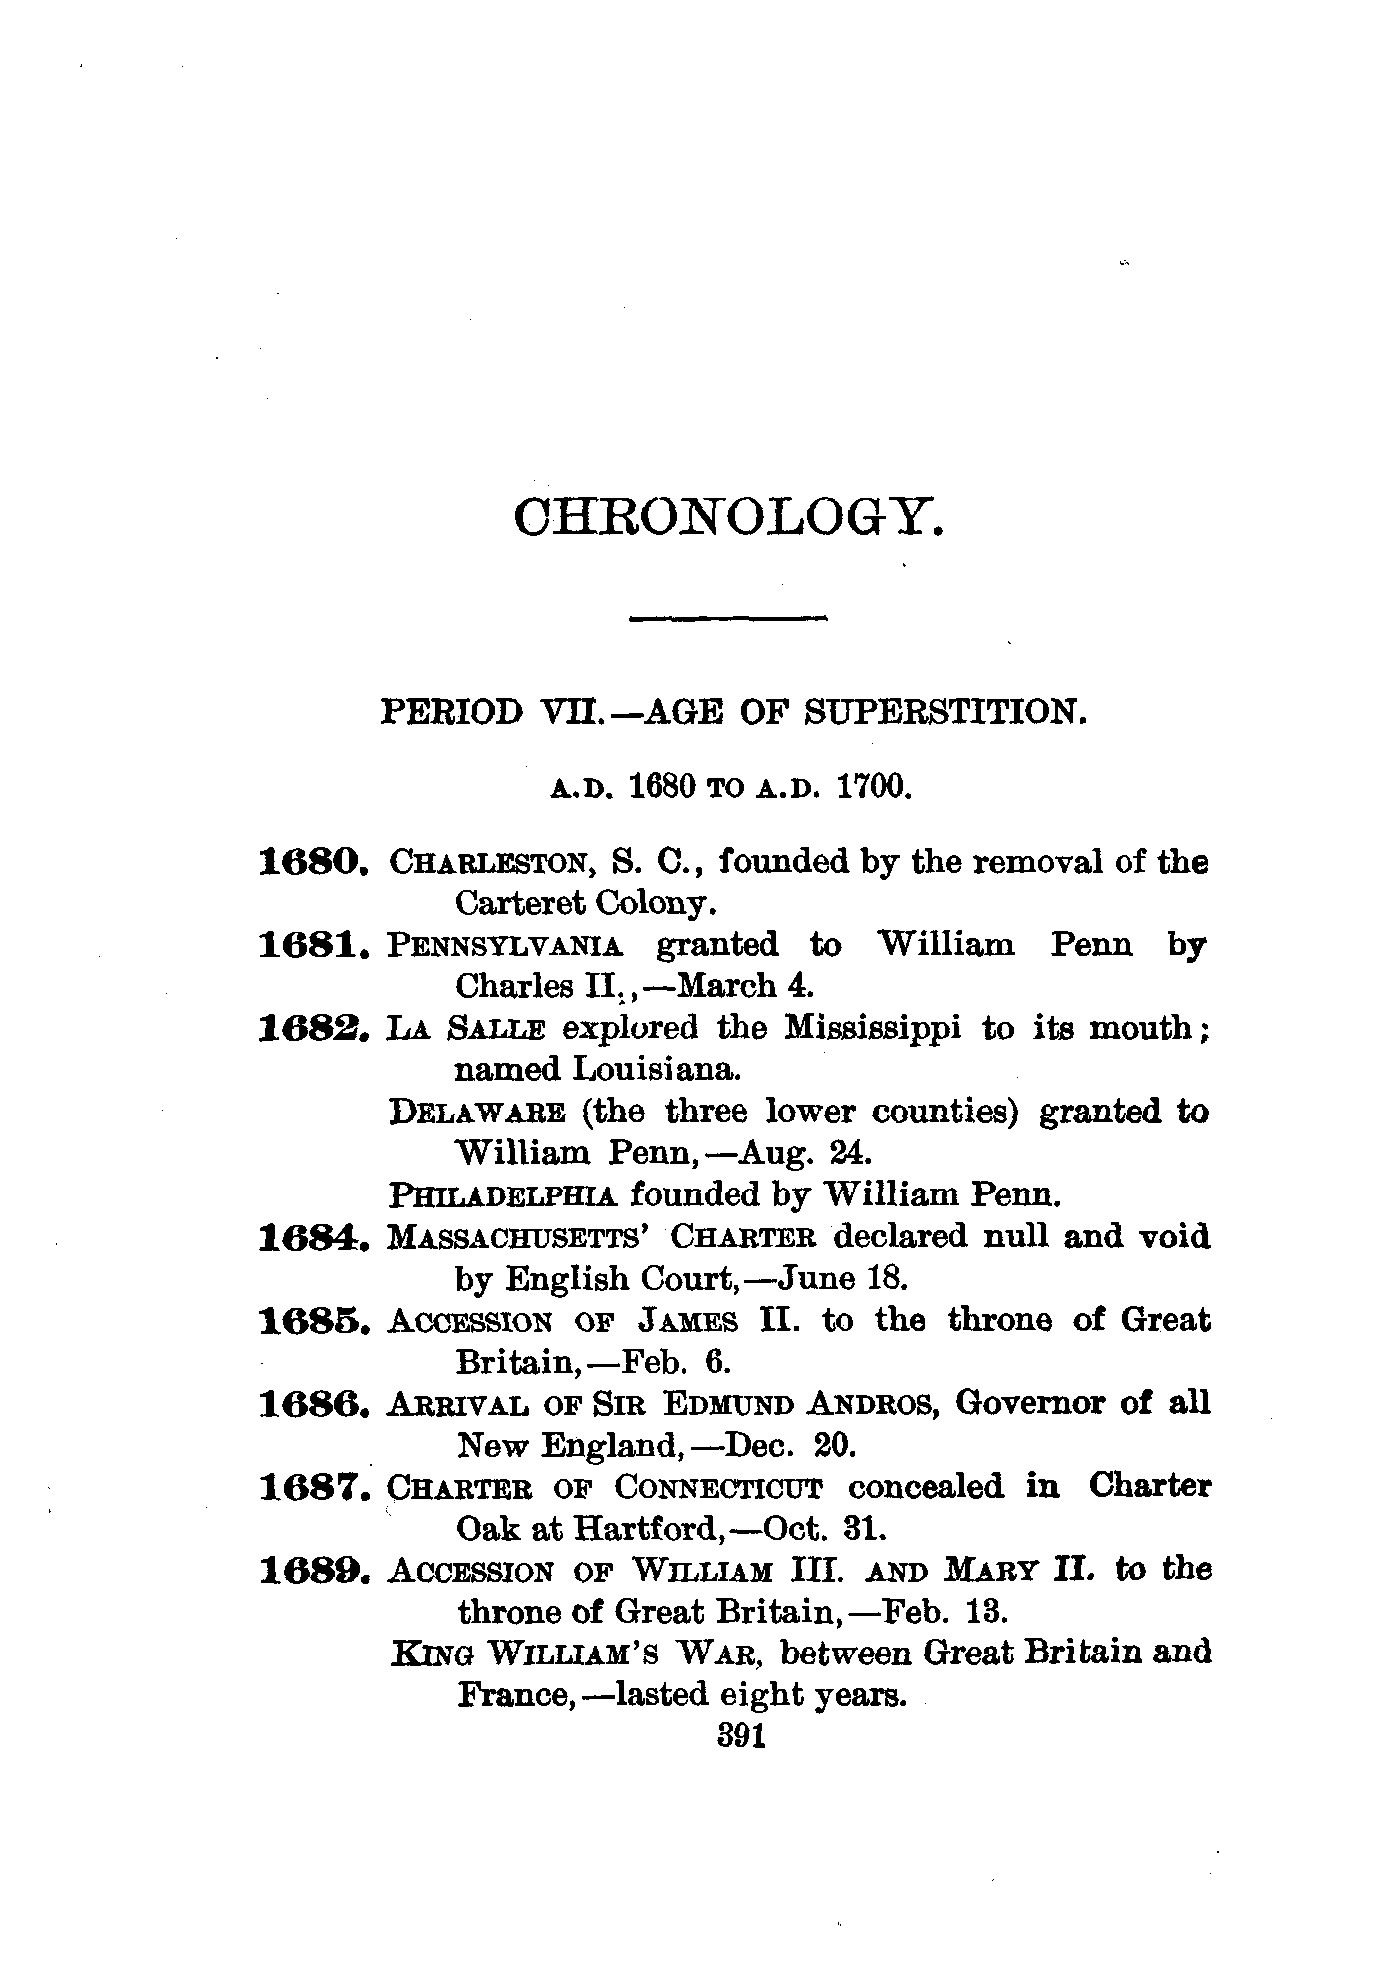 CHRONOLOGY.
PERIOD VII.—AGE OF SUPERSTITION.
A.D. 1680 TO A.D. 1700.
1680. CHARLESTON, S. C., founded by the removal of the
Carteret Colony.
1681. PENNSYLVANIA granted to William Penn by
Charles II.,—March 4.
1682. LA SALLE explored the Mississippi to its mouth;
named Louisiana.
DELAWARE (the three lower counties) granted to
William Penn,—Aug. 24.
PHILADELPHIA founded by William Penn.
1684. MASSACHUSETTS' CHARTER declared null and void
by English Court,—June 18.
1685. ACCESSION OF JAMES II. to the throne of Great
Britain,—Feb. 6.
1686. ARRIVAL OF SIR EDMUND ANDROS, Governor of all
New England,—Dec. 20.
1687. CHARTER OF CONNECTICUT concealed in Charter
Oak at Hartford,—Oct. 31.
1689. ACCESSION OF WILLIAM III. AND MARY II. to the
throne of Great Britain,—Feb. 13.
KING WILLIAM'S WAR, between Great Britain and
France,—lasted eight years.
391